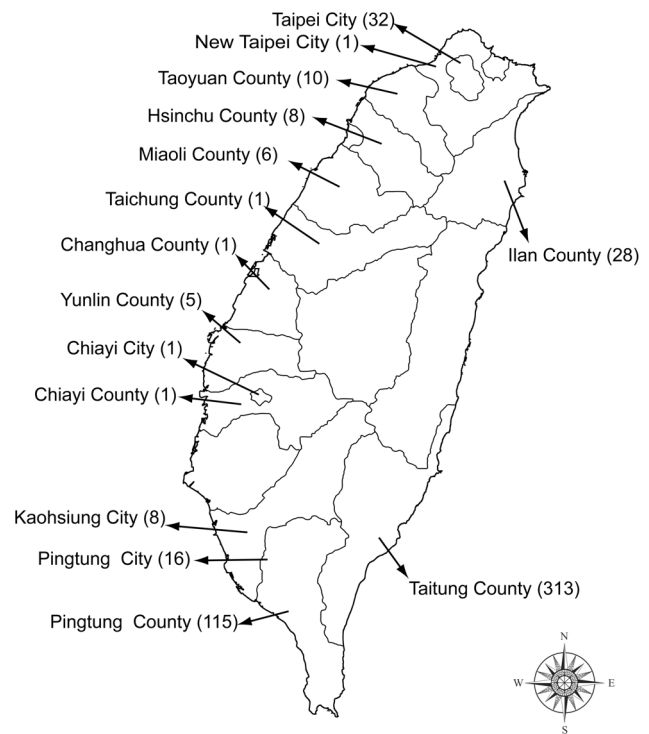 Taipei City (32)
New Taipei City (1)
Taoyuan County (10)
Hsinchu County (8)
Miaoli County (6)
Taichung County (1)
Changhua County (1)
Ilan County (28)
Yunlin County (5)
Chiayi City (1)
Chiayi County (1)
Kaohsiung City (8)
Pingtung City (16)
Taitung County (313)
Pingtung County (115)
N
W
E
S